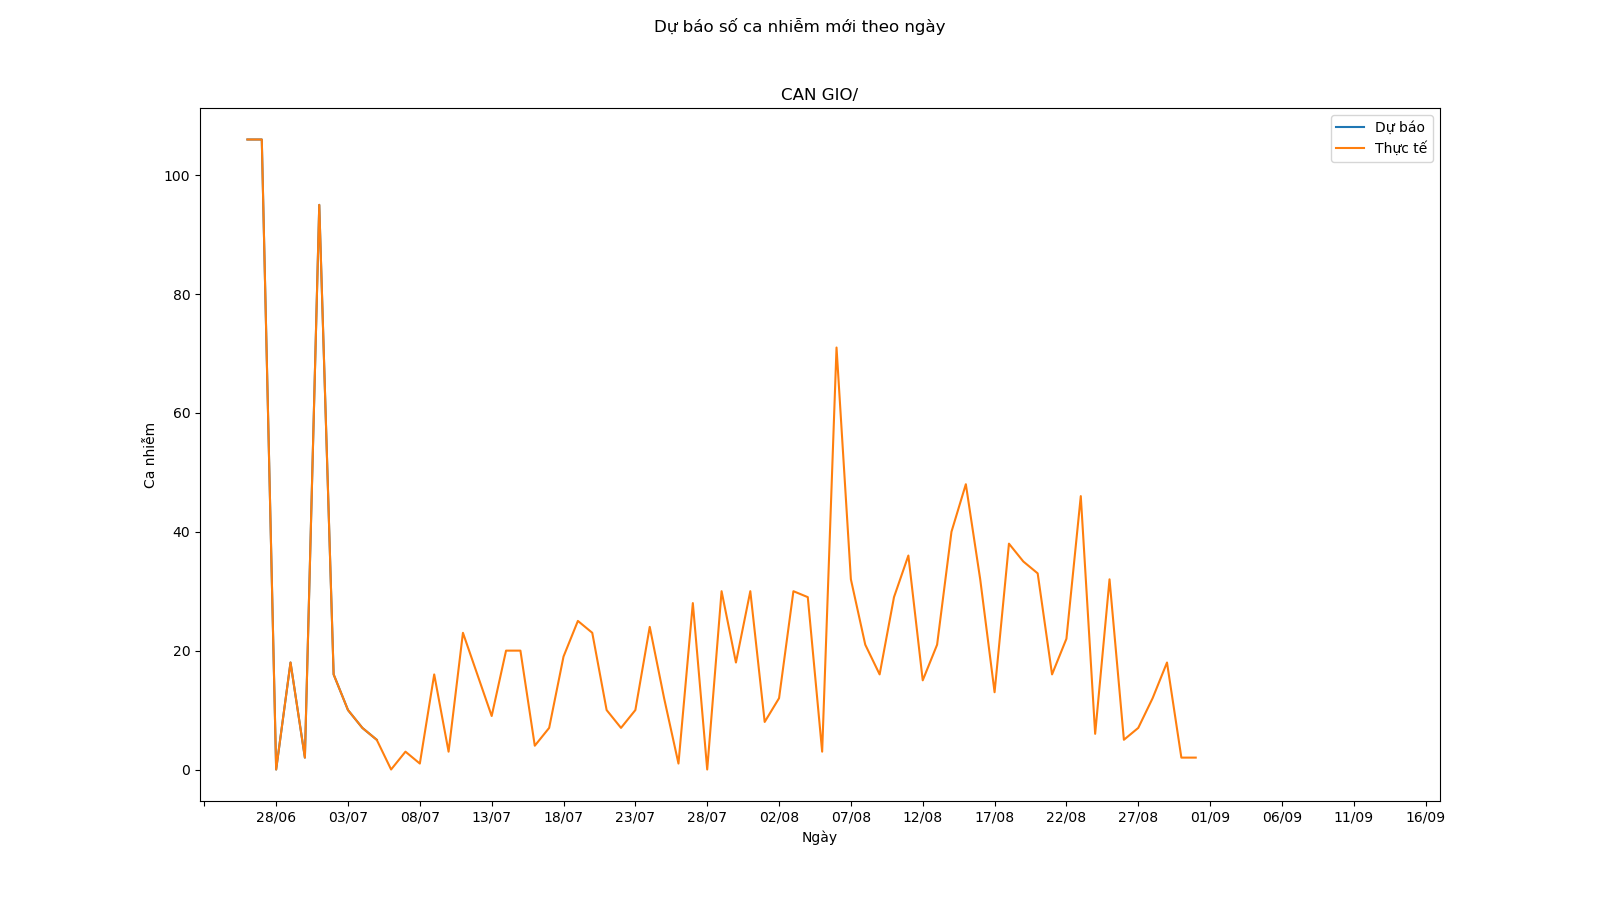 Dự báo số ca nhiễm mới theo ngày
CAN GIO/
Dự báo
Thực tế
100
80
60
40
20
0
Ca nhiễm
28/06 03/07 08/07 13/07 18/07 23/07 28/07 02/08 07/08 12/08 17/08 22/08 27/08 01/09 06/09 11/09 16/09
Ngày